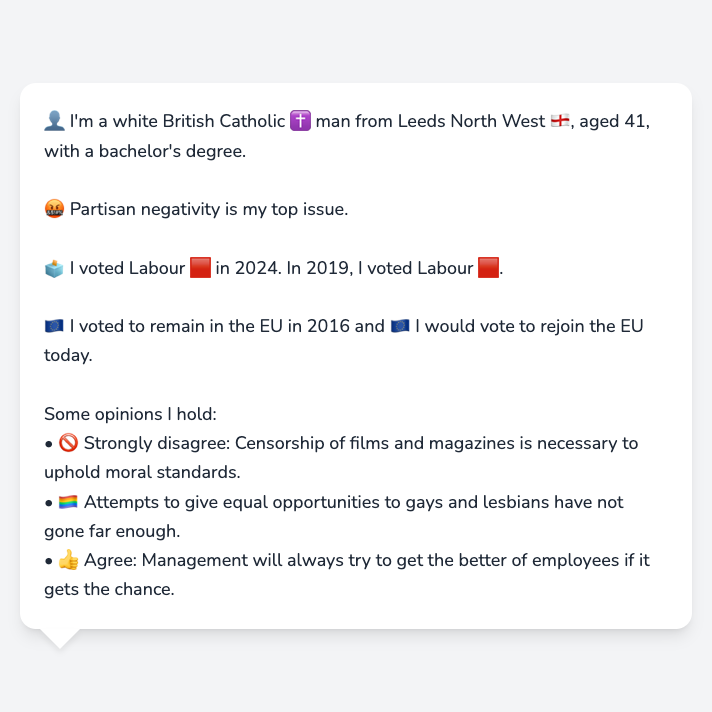 👤 I'm a white British Catholic ✝️ man from Leeds North West 🏴󠁧󠁢󠁥󠁮󠁧󠁿, aged 41,
with a bachelor's degree.
🤬 Partisan negativity is my top issue.
🗳️ I voted Labour 🟥 in 2024. In 2019, I voted Labour 🟥.
🇪🇺 I voted to remain in the EU in 2016 and 🇪🇺 I would vote to rejoin the EU
today.
Some opinions I hold:
• 🚫 Strongly disagree: Censorship of films and magazines is necessary to
uphold moral standards.
• 🏳️‍🌈 Attempts to give equal opportunities to gays and lesbians have not
gone far enough.
• 👍 Agree: Management will always try to get the better of employees if it
gets the chance.